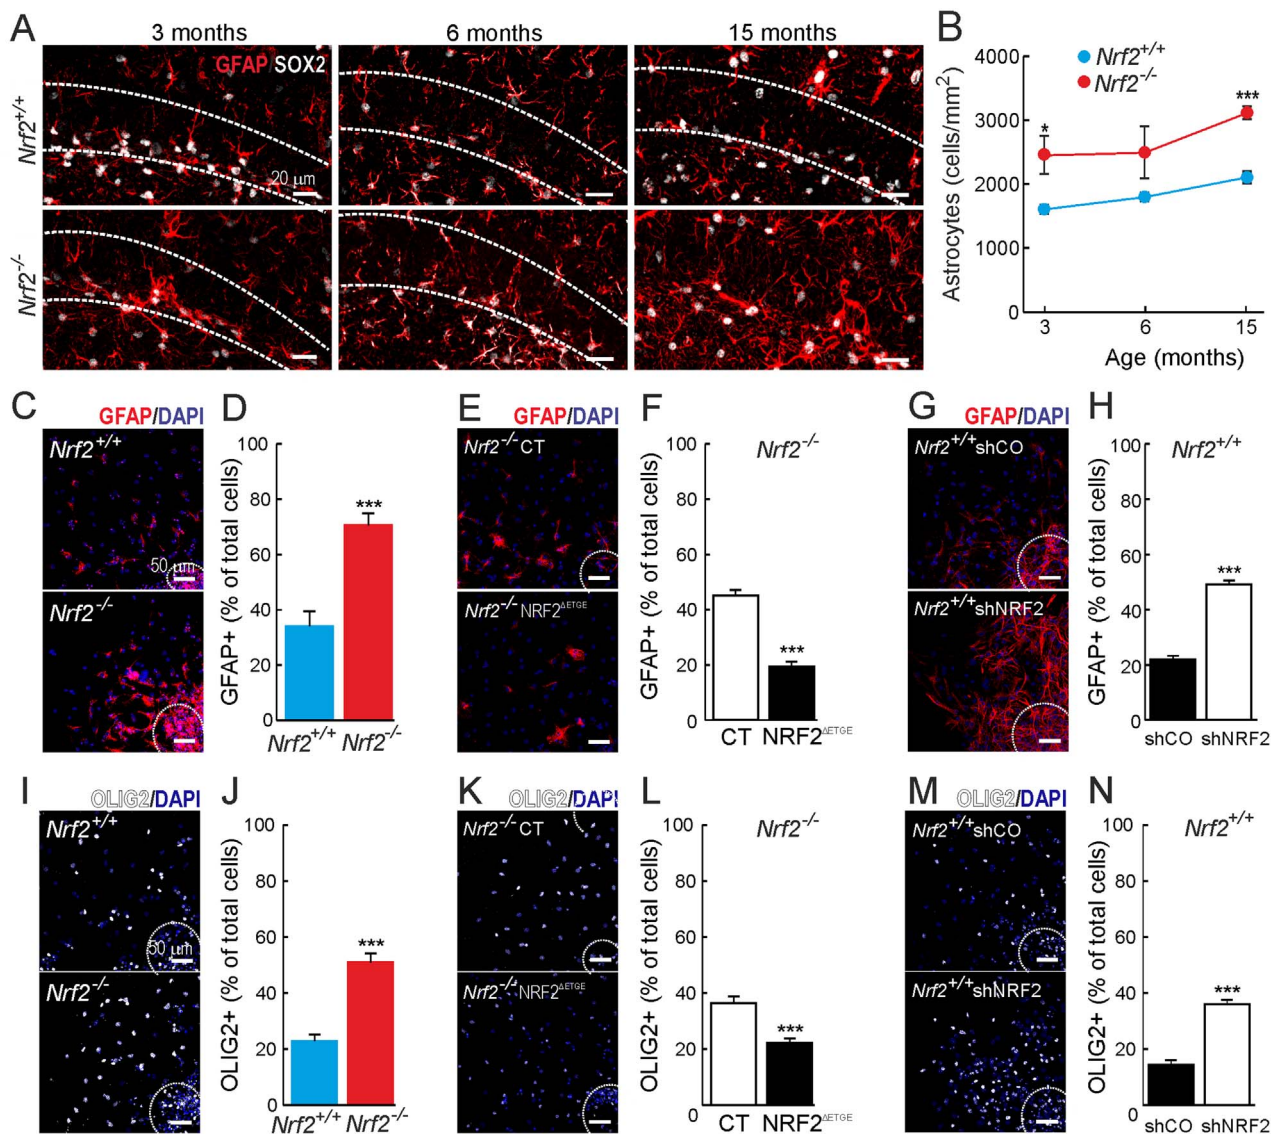 A
3 months
6 months
15 months
GFAP/SOX2
Nrf2+/+
20 μm
Nrf2-/-
B
Nrf2+/+
Nrf2-/-
Astrocytes (cells/mm2)
4000
3000
2000
1000
0
*
***
3
6
15
Age (months)
C
GFAP/DAPI
Nrf2+/+
50 μm
Nrf2-/-
D
GFAP+ (% of total cells)
100
80
60
40
20
0
***
Nrf2+/+
Nrf2-/-
E
GFAP/DAPI
Nrf2-/- CT
Nrf2-/- NRF2ΔETGE
F
GFAP+ (% of total cells)
100
80
60
40
20
0
Nrf2-/-
***
CT
NRF2ΔETGE
G
GFAP/DAPI
Nrf2+/+shCO
Nrf2+/+shNRF2
H
GFAP+ (% of total cells)
100
80
60
40
20
0
Nrf2+/+
***
shCO
shNRF2
I
OLIG2/DAPI
Nrf2+/+
50 μm
Nrf2-/-
J
OLIG2+ (% of total cells)
100
80
60
40
20
0
***
Nrf2+/+
Nrf2-/-
K
OLIG2/DAPI
Nrf2-/- CT
Nrf2-/- NRF2ΔETGE
L
OLIG2+ (% of total cells)
100
80
60
40
20
0
Nrf2-/-
***
CT
NRF2ΔETGE
M
OLIG2/DAPI
Nrf2+/+shCO
Nrf2+/+shNRF2
N
OLIG2+ (% of total cells)
100
80
60
40
20
0
Nrf2+/+
***
shCO
shNRF2